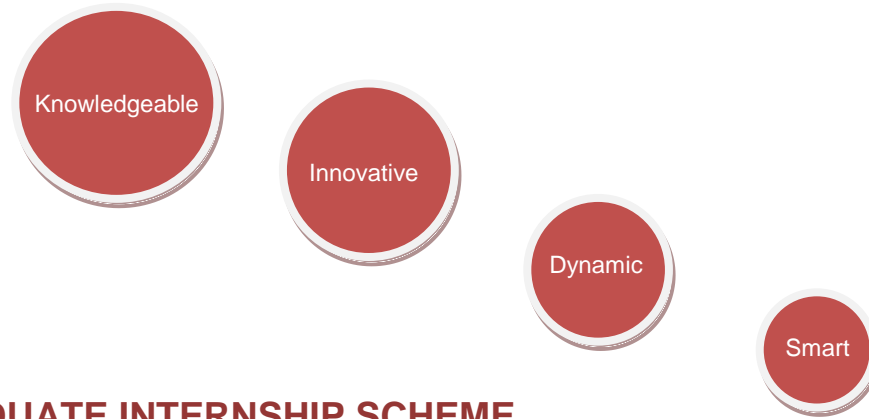 Knowledgeable
Innovative
Dynamic
Smart
DUATE INTERNSHIP SCHEME